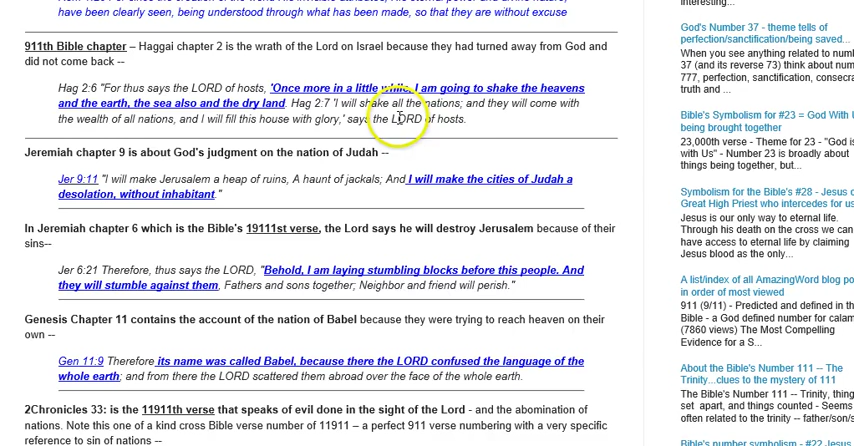 have been clearly seen, being understood through what has been made, so that they are without excuse
911th Bible chapter – Haggai chapter 2 is the wrath of the Lord on Israel because they had turned away from God and
did not come back --
Hag 2:6 "For thus says the LORD of hosts, 'Once more in a little while, I am going to shake the heavens
and the earth, the sea also and the dry land. Hag 2:7 'I will shake all the nations; and they will come with
the wealth of all nations, and I will fill this house with glory,' says the LORD of hosts.
Jeremiah chapter 9 is about God's judgment on the nation of Judah --
Jer 9:11 "I will make Jerusalem a heap of ruins, A haunt of jackals; And I will make the cities of Judah a
desolation, without inhabitant."
In Jeremiah chapter 6 which is the Bible's 19111st verse, the Lord says he will destroy Jerusalem because of their
sins--
Jer 6:21 Therefore, thus says the LORD, "Behold, I am laying stumbling blocks before this people. And
they will stumble against them, Fathers and sons together; Neighbor and friend will perish."
Genesis Chapter 11 contains the account of the nation of Babel because they were trying to reach heaven on their
own --
Gen 11:9 Therefore its name was called Babel, because there the LORD confused the language of the
whole earth; and from there the LORD scattered them abroad over the face of the whole earth.
2Chronicles 33: is the 11911th verse that speaks of evil done in the sight of the Lord - and the abomination of
nations. Note this one of a kind cross Bible verse number of 11911 – a perfect 911 verse numbering with a very specific
reference to sin of nations --
interesting...
God's Number 37 - theme tells of
perfection/sanctification/being saved...
When you see anything related to num
37 (and its reverse 73) think about num
777, perfection, sanctification, consecra
truth and ...
Bible's Symbolism for #23 = God With U
being brought together
23,000th verse - Theme for 23 - "God is
with Us" - Number 23 is broadly about
things being together, but...
Symbolism for the Bible's #28 - Jesus o
Great High Priest who intercedes for us
Jesus is our only way to eternal life.
Through his death on the cross we can
have access to eternal life by claiming
Jesus blood as the only...
A list/index of all AmazingWord blog po
in order of most viewed
911 (9/11) - Predicted and defined in th
Bible - a God defined number for calam
(7860 views) The Most Compelling
Evidence for a S...
About the Bible's Number 111 -- The
Trinity...clues to the mystery of 111
The Bible's Number 111 -- Trinity, thing
set apart, and things counted - Seems
often related to the trinity -- father/son/s
Bible's number symbolism - #22 Jesus